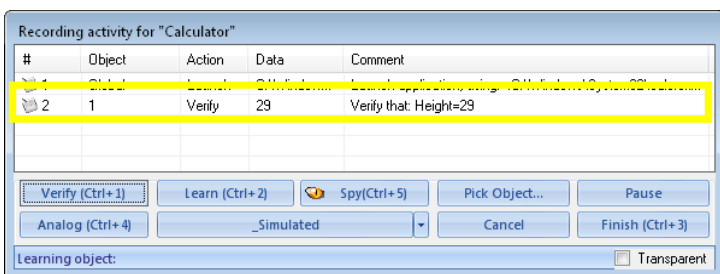 Recording activity for "Calculator"
# Object Action Data Comment
2 1 Verify 29 Verify that: Height=29
Verify (Ctrl+1) Learn (Ctrl+2) Spy(Ctrl+5) Pick Object... Pause
Analog (Ctrl+4) _Simulated Cancel Finish (Ctrl+3)
Learning object: Transparent